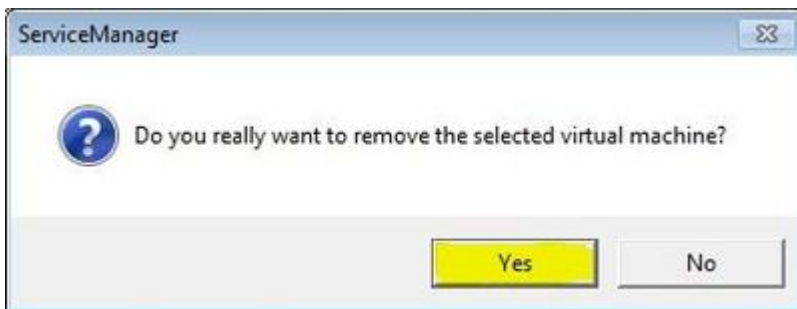 ServiceManager
Do you really want to remove the selected virtual machine?
Yes
No